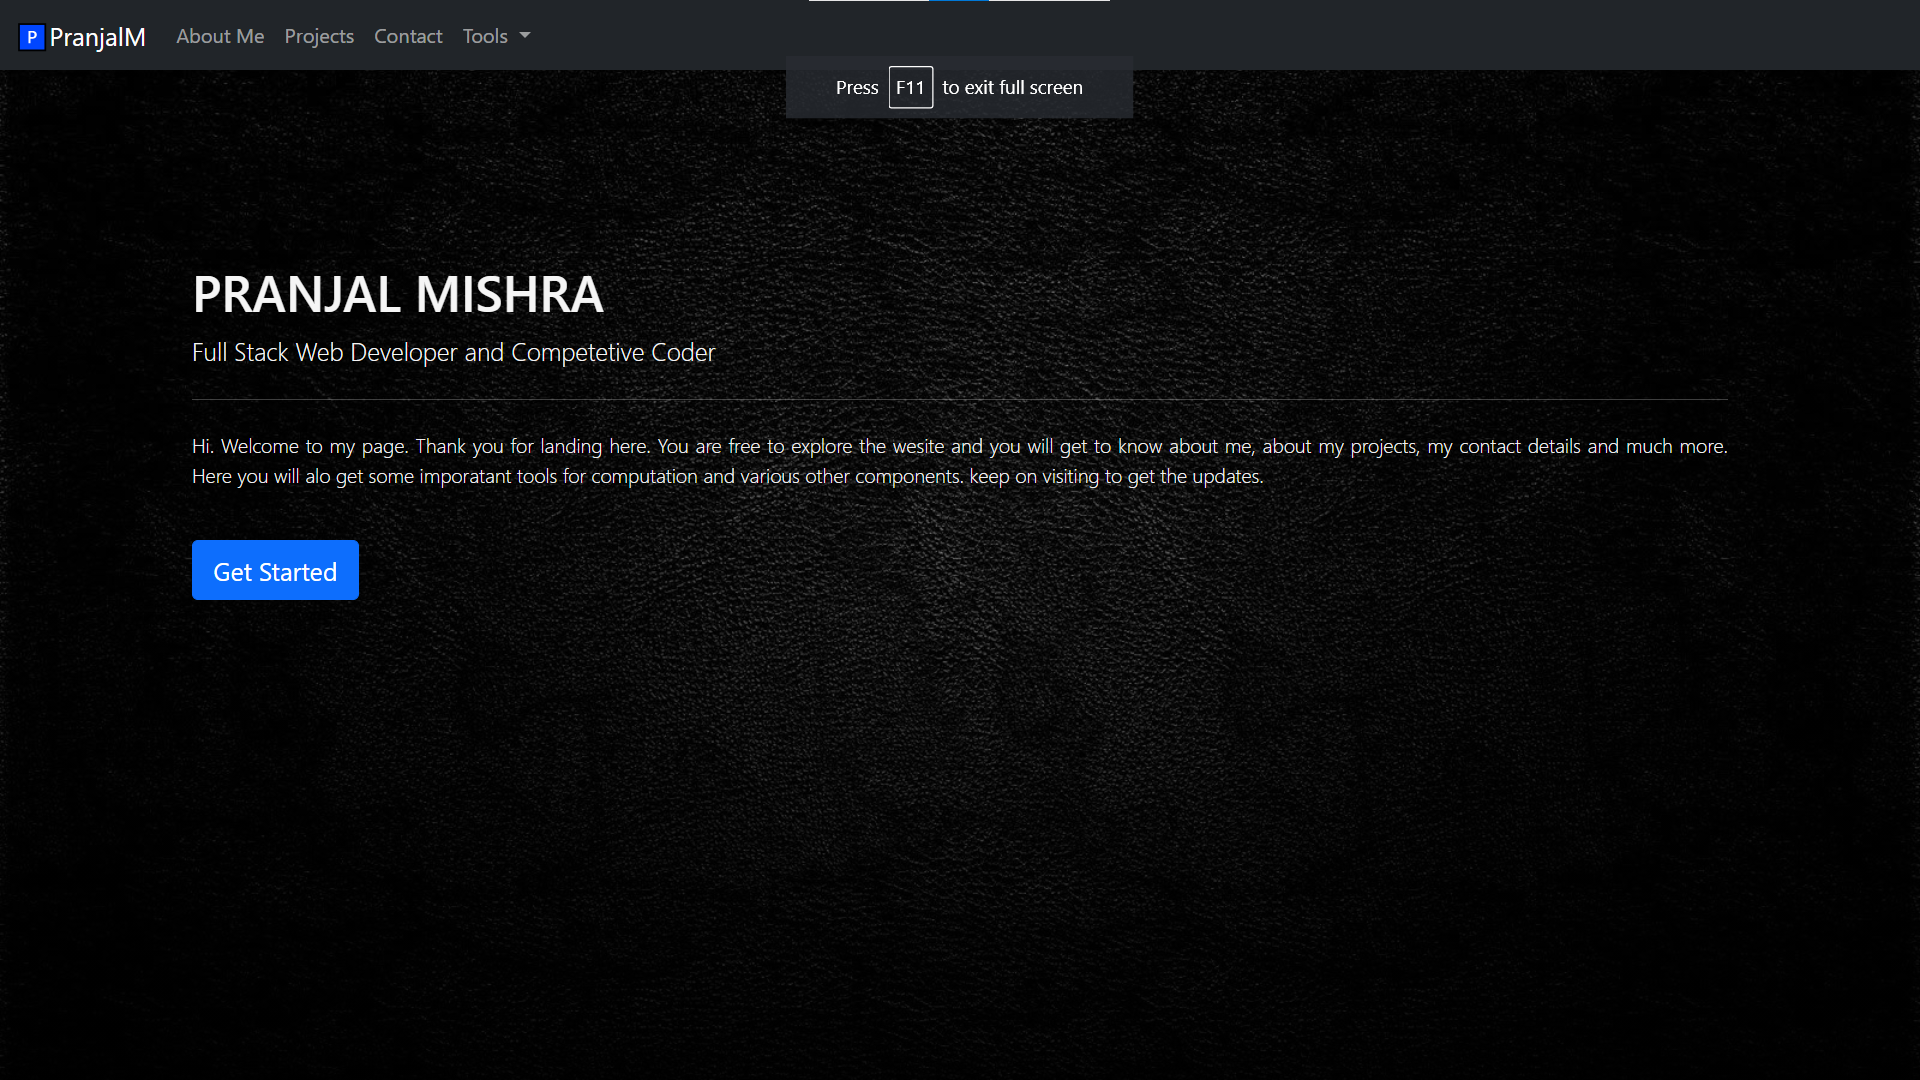 P PranjalM About Me Projects Contact Tools
Press F11 to exit full screen
PRANJAL MISHRA
Full Stack Web Developer and Competetive Coder
Hi. Welcome to my page. Thank you for landing here. You are free to explore the wesite and you will get to know about me, about my projects, my contact details and much more.
Here you will alo get some imporatant tools for computation and various other components. keep on visiting to get the updates.
Get Started